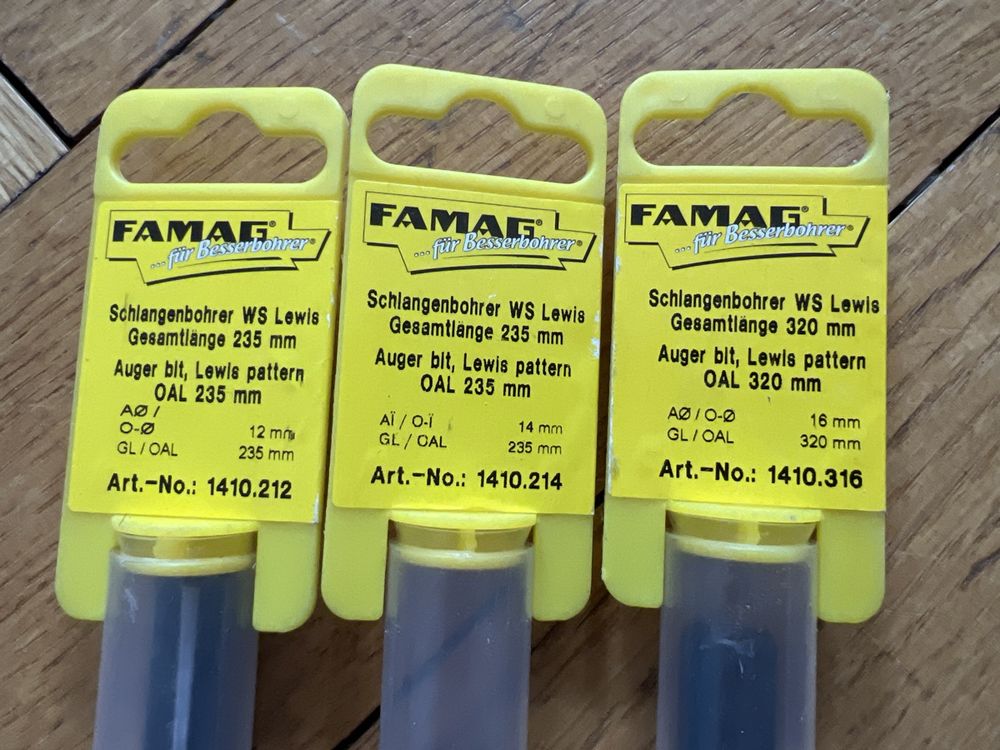 FAMAG®
...für Besserbohrer®
Schlangenbohrer WS Lewis
Gesamtlänge 235 mm
Auger bit, Lewis pattern
OAL 235 mm
AØ /
O-Ø 12 mm
GL / OAL 235 mm
Art.-No.: 1410.212
FAMAG®
...für Besserbohrer®
Schlangenbohrer WS Lewis
Gesamtlänge 235 mm
Auger bit, Lewis pattern
OAL 235 mm
AÏ / O-Ï 14 mm
GL / OAL 235 mm
Art.-No.: 1410.214
FAMAG®
...für Besserbohrer®
Schlangenbohrer WS Lewis
Gesamtlänge 320 mm
Auger bit, Lewis pattern
OAL 320 mm
AØ / O-Ø 16 mm
GL / OAL 320 mm
Art.-No.: 1410.316